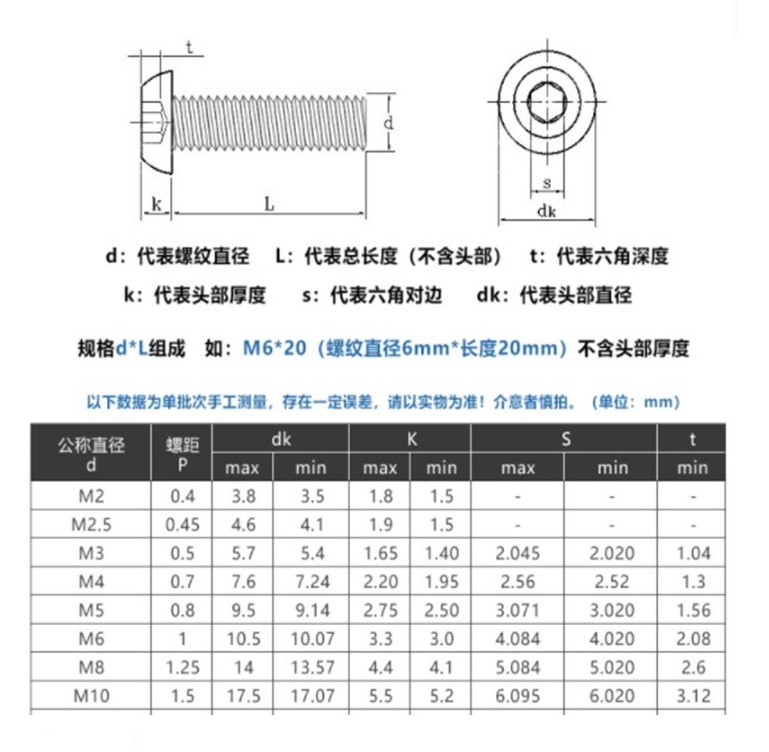 t
d
k
L
s
dk
d：代表螺纹直径 L：代表总长度（不含头部） t：代表六角深度
k：代表头部厚度 s：代表六角对边 dk：代表头部直径
规格d*L组成 如：M6*20（螺纹直径6mm*长度20mm）不含头部厚度
以下数据为单批次手工测量，存在一定误差，请以实物为准！介意者慎拍。（单位：mm）
公称直径 螺距 dk K S t
d P max min max min max min min
M2 0.4 3.8 3.5 1.8 1.5 - - -
M2.5 0.45 4.6 4.1 1.9 1.5 - - -
M3 0.5 5.7 5.4 1.65 1.40 2.045 2.020 1.04
M4 0.7 7.6 7.24 2.20 1.95 2.56 2.52 1.3
M5 0.8 9.5 9.14 2.75 2.50 3.071 3.020 1.56
M6 1 10.5 10.07 3.3 3.0 4.084 4.020 2.08
M8 1.25 14 13.57 4.4 4.1 5.084 5.020 2.6
M10 1.5 17.5 17.07 5.5 5.2 6.095 6.020 3.12